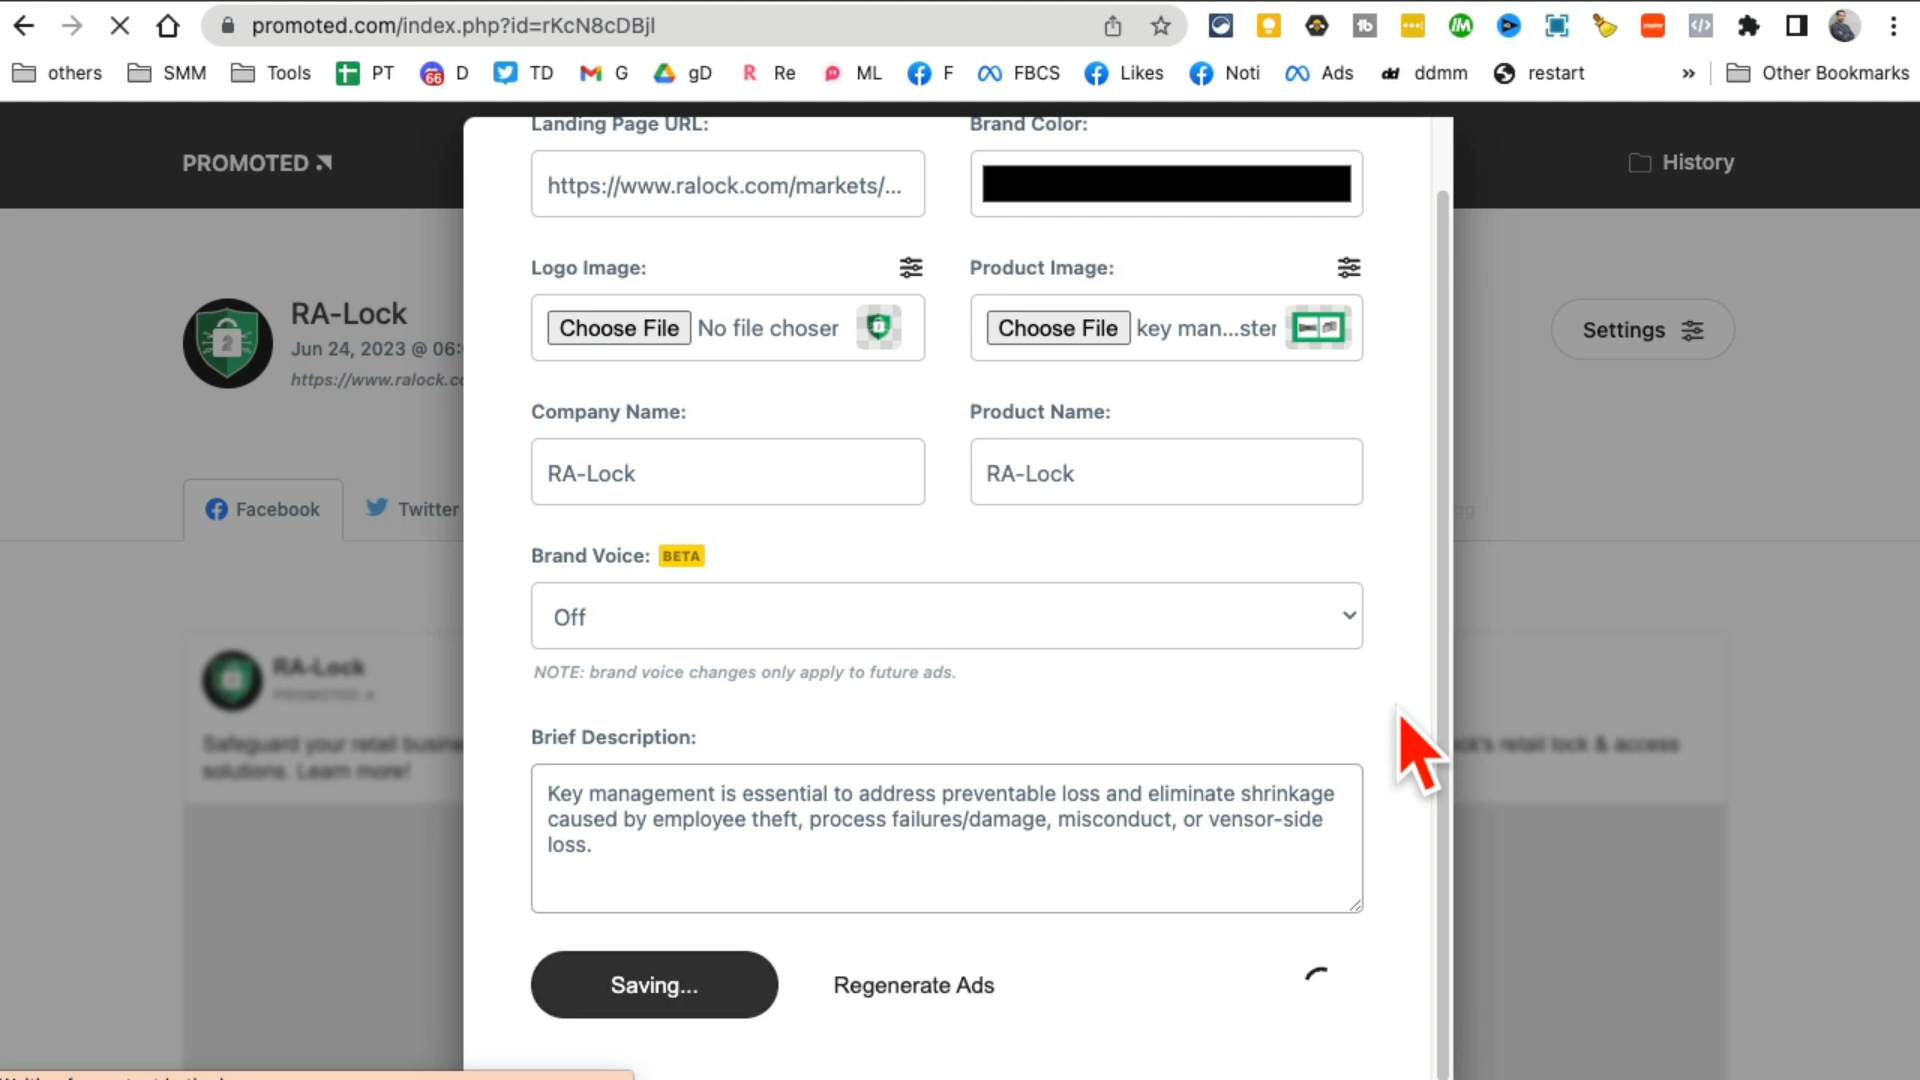 promoted.com/index.php?id=rKcN8cDBjl
others SMM Tools PT D TD G gD Re ML F FBCS Likes Noti Ads ddmm restart » Other Bookmarks
PROMOTED
History
Landing Page URL: Brand Color:
https://www.ralock.com/markets/...
Logo Image: Product Image:
Choose File No file choser Choose File key man...ster
RA-Lock
Jun 24, 2023 @ 06:
https://www.ralock.co
Settings
Company Name: Product Name:
RA-Lock RA-Lock
Facebook Twitter
Brand Voice: BETA
Off
NOTE: brand voice changes only apply to future ads.
RA-Lock
PROMOTED
Safeguard your retail busine
solutions. Learn more!
ock's retail lock & access
Brief Description:
Key management is essential to address preventable loss and eliminate shrinkage
caused by employee theft, process failures/damage, misconduct, or vensor-side
loss.
Saving... Regenerate Ads